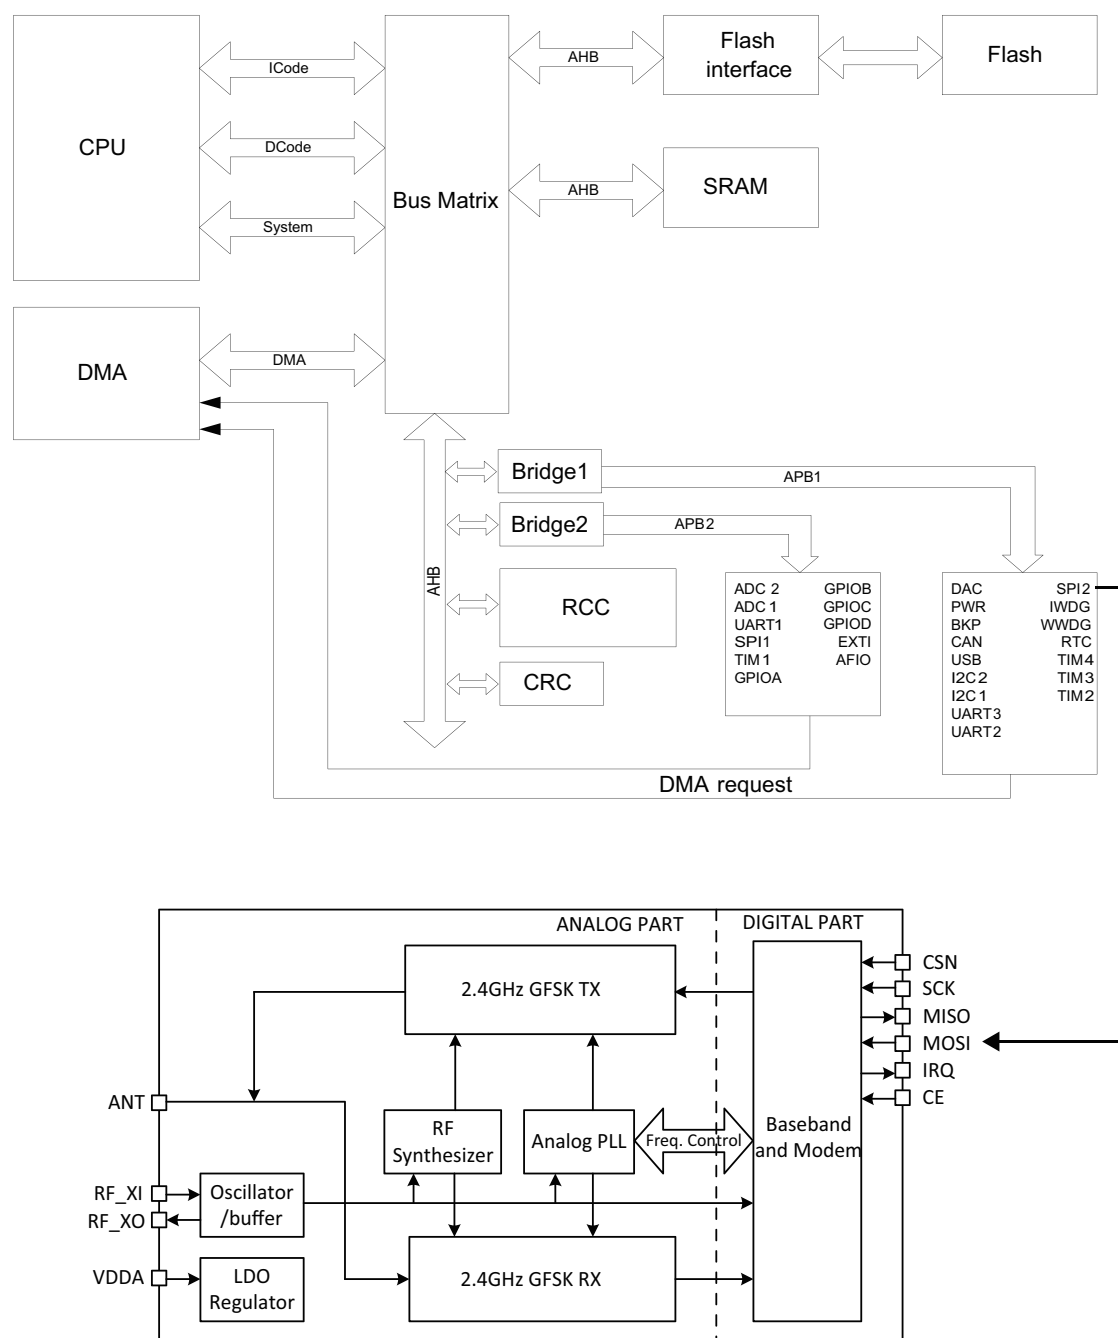 CPU
ICode
DCode
System
Bus Matrix
AHB
Flash
interface
Flash
AHB
SRAM
DMA
DMA
AHB
Bridge1
APB1
Bridge2
APB2
RCC
CRC
ADC 2 GPIOB
ADC 1 GPIOC
UART1 GPIOD
SPI1 EXTI
TIM1 AFIO
GPIOA
DAC SPI2
PWR IWDG
BKP WWDG
CAN RTC
USB TIM4
I2C2 TIM3
I2C1 TIM2
UART3
UART2
DMA request
ANALOG PART
DIGITAL PART
2.4GHz GFSK TX
CSN
SCK
MISO
MOSI
IRQ
CE
ANT
RF
Synthesizer
Analog PLL
Freq. Control
Baseband
and Modem
RF_XI
RF_XO
Oscillator
/buffer
VDDA
LDO
Regulator
2.4GHz GFSK RX